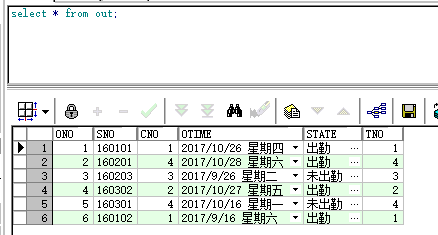 select * from out;
ONO SNO CNO OTIME STATE TNO
1 1 160101 1 2017/10/26 星期四 出勤 ··· 1
2 2 160201 4 2017/10/28 星期六 出勤 ··· 4
3 3 160203 3 2017/9/26 星期二 未出勤 ··· 3
4 4 160302 2 2017/10/27 星期五 出勤 ··· 2
5 5 160301 4 2017/10/16 星期一 未出勤 ··· 4
6 6 160102 1 2017/9/16 星期六 出勤 ··· 1